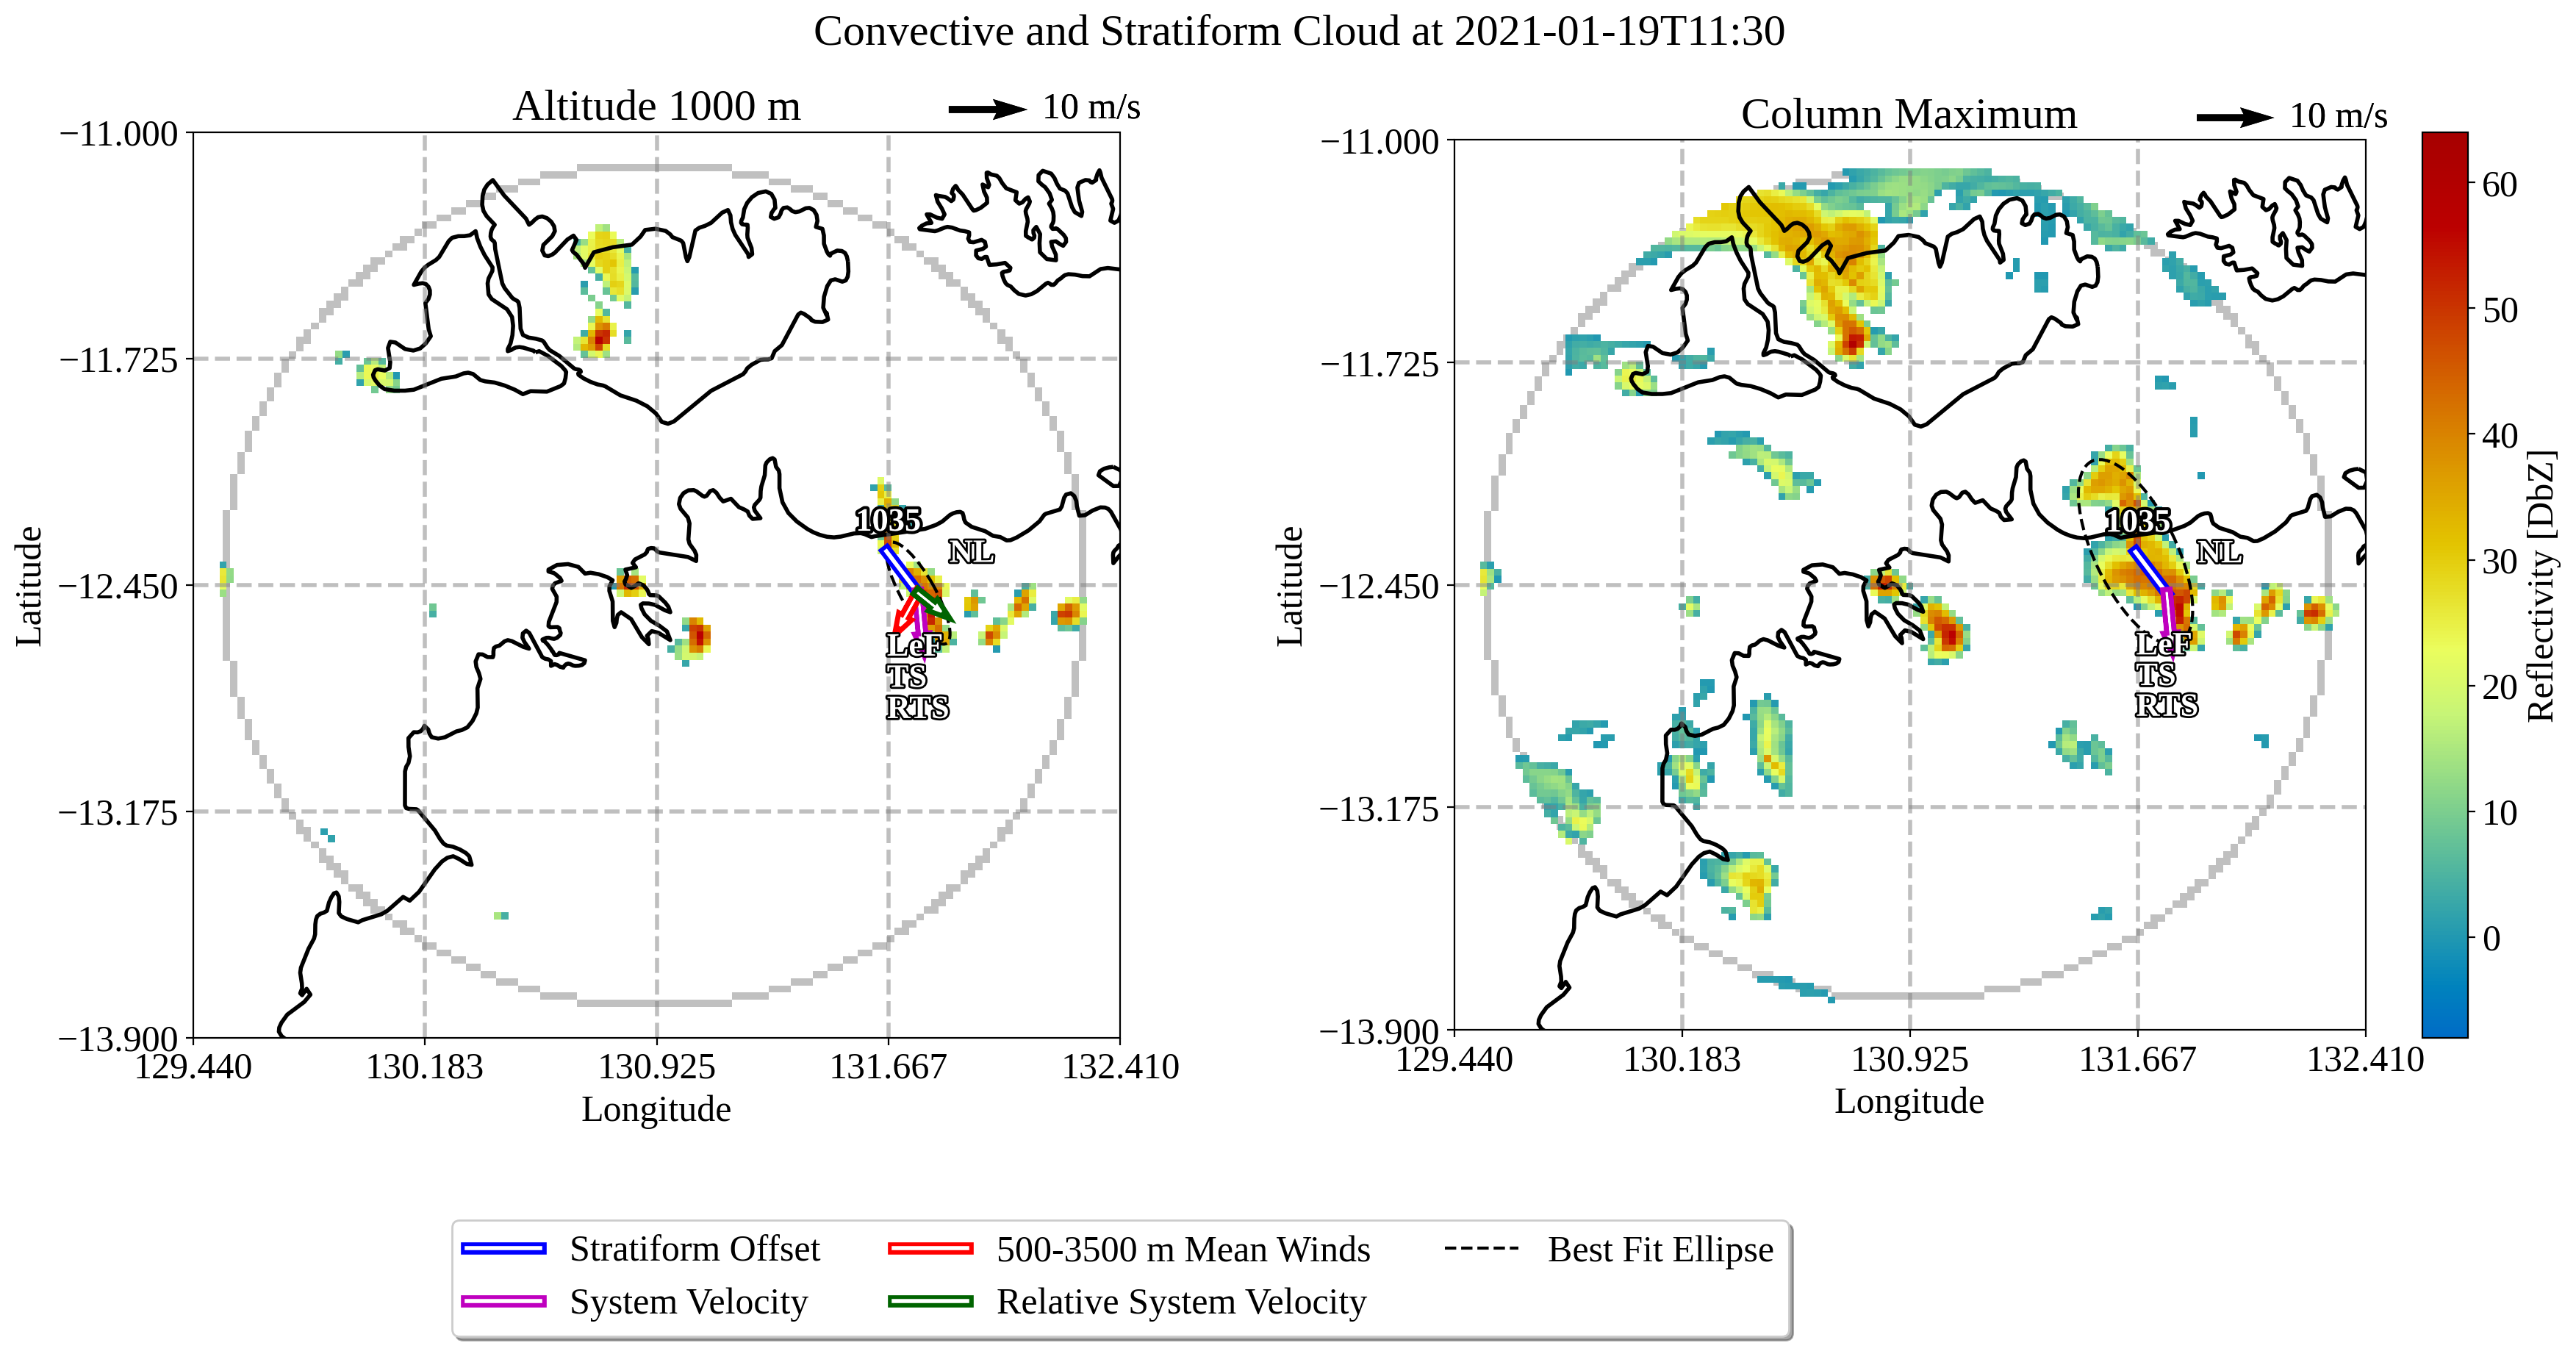 Convective and Stratiform Cloud at 2021-01-19T11:30
Altitude 1000 m
10 m/s
−11.000
−11.725
−12.450
−13.175
−13.900
129.440
130.183
130.925
131.667
132.410
Latitude
Longitude
1035
NL
LeF
TS
RTS
Column Maximum
10 m/s
−11.000
−11.725
−12.450
−13.175
−13.900
129.440
130.183
130.925
131.667
132.410
Latitude
Longitude
1035
NL
LeF
TS
RTS
60
50
40
30
20
10
0
Reflectivity [DbZ]
Stratiform Offset
500-3500 m Mean Winds
Best Fit Ellipse
System Velocity
Relative System Velocity